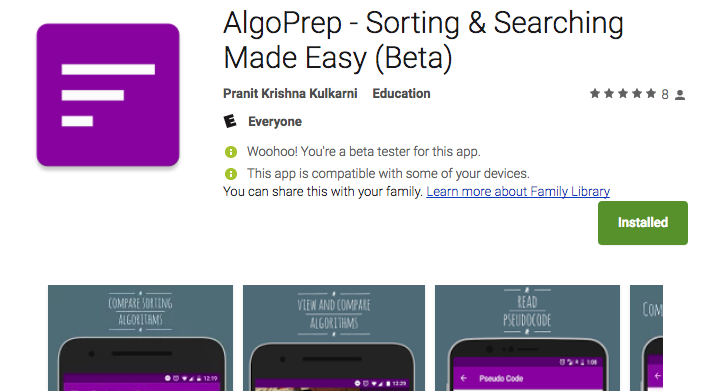 AlgoPrep - Sorting & Searching
Made Easy (Beta)
Pranit Krishna Kulkarni Education
8
E Everyone
Woohoo! You're a beta tester for this app.
This app is compatible with some of your devices.
You can share this with your family. Learn more about Family Library
Installed
COMPARE SORTING
ALGORITHMS
12:19
VIEW AND COMPARE
ALGORITHMS
12:29
READ
PSEUDOCODE
1:08
Pseudo Code
COM